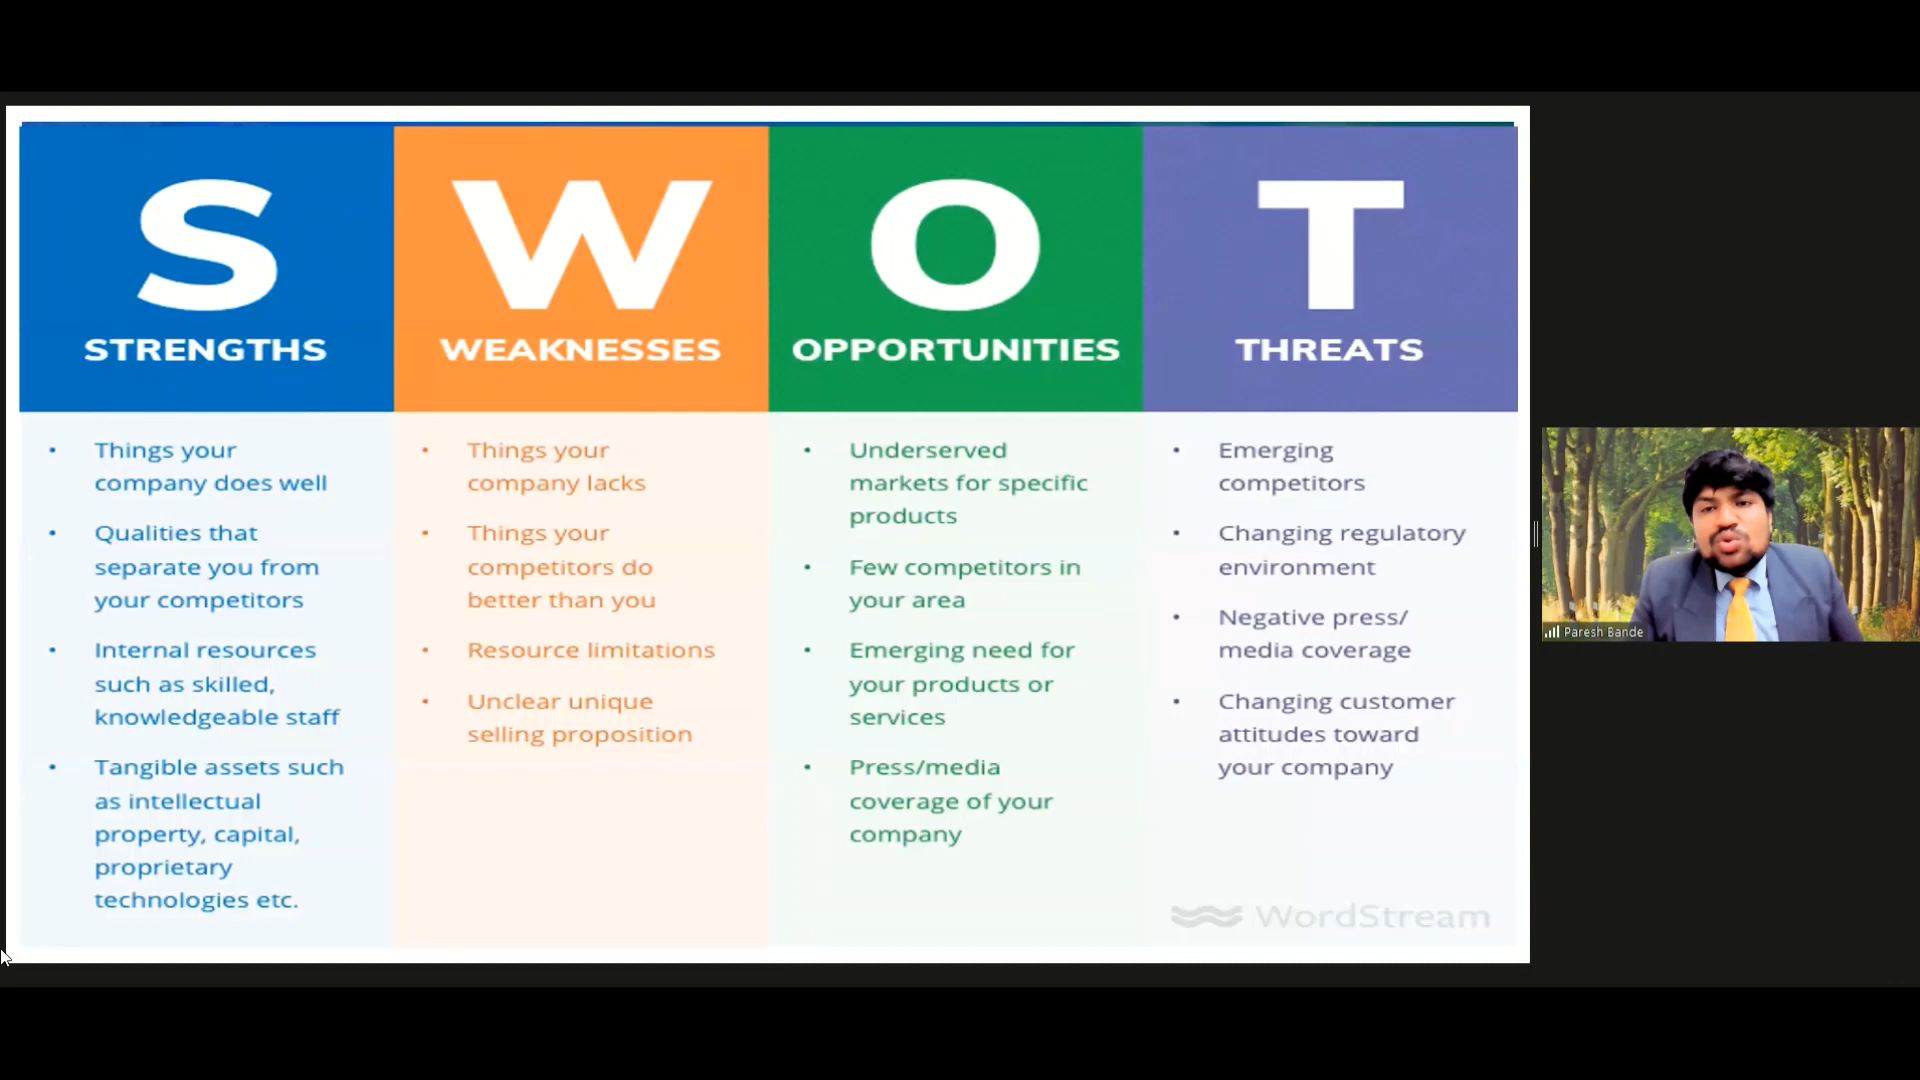 S
STRENGTHS
• Things your
company does well
• Qualities that
separate you from
your competitors
• Internal resources
such as skilled,
knowledgeable staff
• Tangible assets such
as intellectual
property, capital,
proprietary
technologies etc.
W
WEAKNESSES
• Things your
company lacks
• Things your
competitors do
better than you
• Resource limitations
• Unclear unique
selling proposition
O
OPPORTUNITIES
• Underserved
markets for specific
products
• Few competitors in
your area
• Emerging need for
your products or
services
• Press/media
coverage of your
company
T
THREATS
• Emerging
competitors
• Changing regulatory
environment
• Negative press/
media coverage
• Changing customer
attitudes toward
your company
WordStream
Paresh Bande